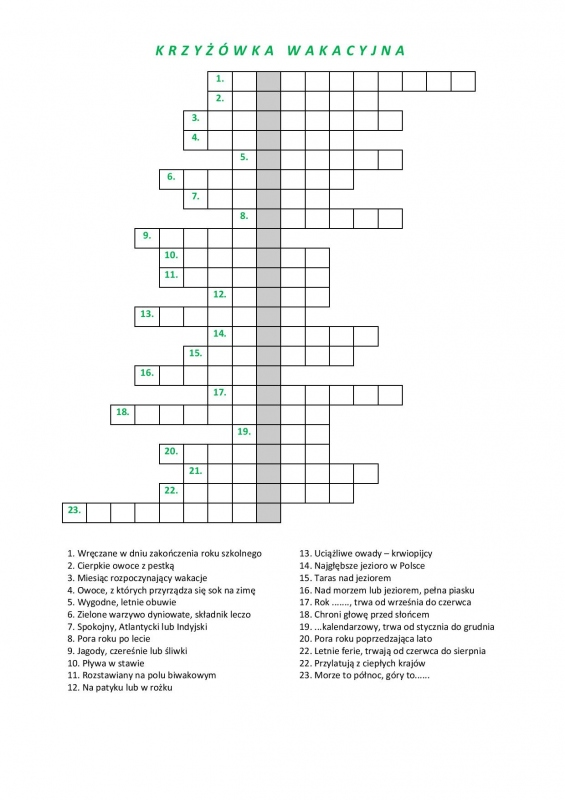 KRZYŻÓWKA WAKACYJNA
1.
2.
3.
4.
5.
6.
7.
8.
9.
10.
11.
12.
13.
14.
15.
16.
17.
18.
19.
20.
21.
22.
23.
1. Wręczane w dniu zakończenia roku szkolnego
2. Cierpkie owoce z pestką
3. Miesiąc rozpoczynający wakacje
4. Owoce, z których przyrządza się sok na zimę
5. Wygodne, letnie obuwie
6. Zielone warzywo dyniowate, składnik leczo
7. Spokojny, Atlantycki lub Indyjski
8. Pora roku po lecie
9. Jagody, czereśnie lub śliwki
10. Pływa w stawie
11. Rozstawiany na polu biwakowym
12. Na patyku lub w rożku
13. Uciążliwe owady – krwiopijcy
14. Najgłębsze jezioro w Polsce
15. Taras nad jeziorem
16. Nad morzem lub jeziorem, pełna piasku
17. Rok ......., trwa od września do czerwca
18. Chroni głowę przed słońcem
19. ...kalendarzowy, trwa od stycznia do grudnia
20. Pora roku poprzedzająca lato
22. Letnie ferie, trwają od czerwca do sierpnia
22. Przylatują z ciepłych krajów
23. Morze to północ, góry to......